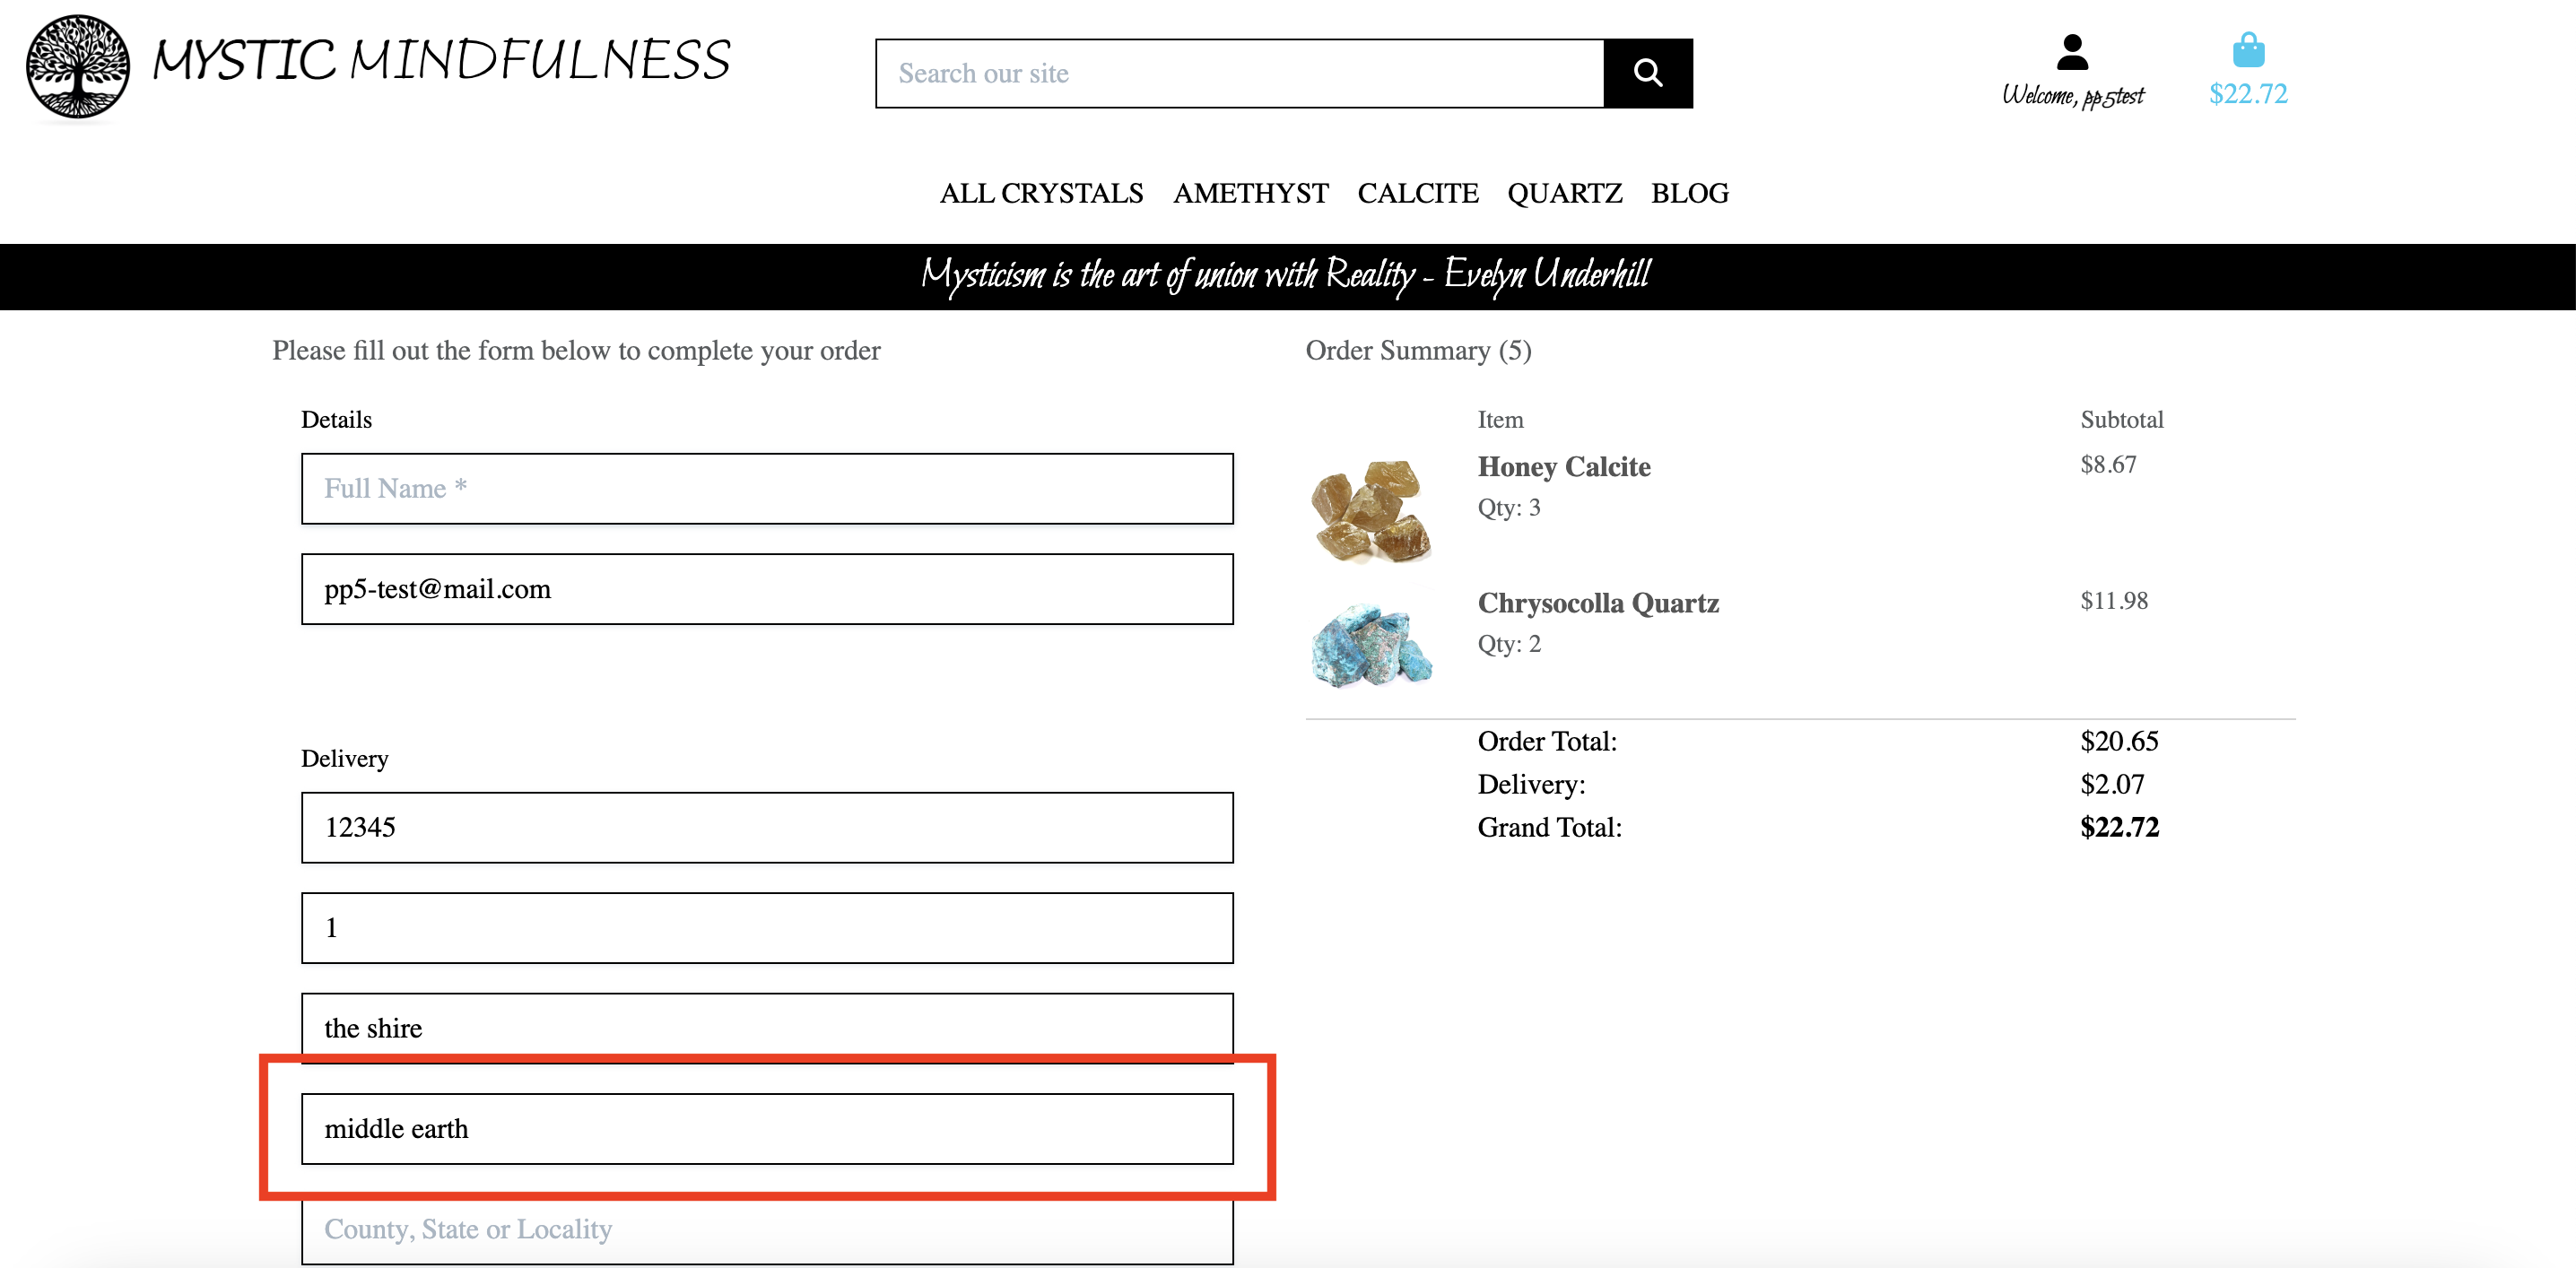 MYSTIC MINDFULNESS
Search our site
Welcome, pp5test
$22.72
ALL CRYSTALS AMETHYST CALCITE QUARTZ BLOG
Mysticism is the art of union with Reality - Evelyn Underhill
Please fill out the form below to complete your order
Details
Full Name *
pp5-test@mail.com
Delivery
12345
1
the shire
middle earth
County, State or Locality
Order Summary (5)
Item Subtotal
Honey Calcite $8.67
Qty: 3
Chrysocolla Quartz $11.98
Qty: 2
Order Total: $20.65
Delivery: $2.07
Grand Total: $22.72